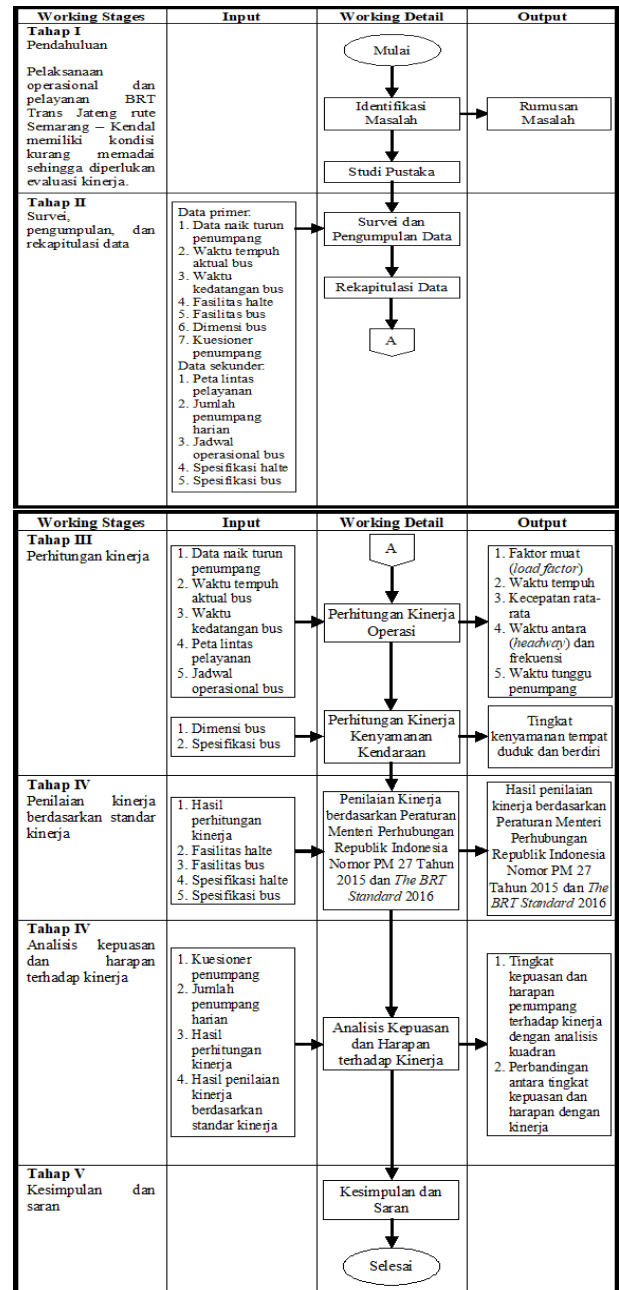 Working Stages
Input
Working Detail
Output
Tahap I
Pendahuluan
Pelaksanaan
operasional dan
pelayanan BRT
Trans Jateng rute
Semarang – Kendal
memiliki kondisi
kurang memadai
sehingga diperlukan
evaluasi kinerja.
Mulai
Identifikasi
Masalah
Rumusan
Masalah
Studi Pustaka
Tahap II
Survei,
pengumpulan, dan
rekapitulasi data
Data primer:
1. Data naik turun
penumpang
2. Waktu tempuh
aktual bus
3. Waktu
kedatangan bus
4. Fasilitas halte
5. Fasilitas bus
6. Dimensi bus
7. Kuesioner
penumpang
Data sekunder:
1. Peta lintas
pelayanan
2. Jumlah
penumpang
harian
3. Jadwal
operasional bus
4. Spesifikasi halte
5. Spesifikasi bus
Survei dan
Pengumpulan Data
Rekapitulasi Data
A
Working Stages
Input
Working Detail
Output
Tahap III
Perhitungan kinerja
1. Data naik turun
penumpang
2. Waktu tempuh
aktual bus
3. Waktu
kedatangan bus
4. Peta lintas
pelayanan
5. Jadwal
operasional bus
A
Perhitungan Kinerja
Operasi
1. Faktor muat
(load factor)
2. Waktu tempuh
3. Kecepatan rata-
rata
4. Waktu antara
(headway) dan
frekuensi
5. Waktu tunggu
penumpang
1. Dimensi bus
2. Spesifikasi bus
Perhitungan Kinerja
Kenyamanan
Kendaraan
Tingkat
kenyamanan tempat
duduk dan berdiri
Tahap IV
Penilaian kinerja
berdasarkan standar
kinerja
1. Hasil
perhitungan
kinerja
2. Fasilitas halte
3. Fasilitas bus
4. Spesifikasi halte
5. Spesifikasi bus
Penilaian Kinerja
berdasarkan Peraturan
Menteri Perhubungan
Republik Indonesia
Nomor PM 27 Tahun
2015 dan The BRT
Standard 2016
Hasil penilaian
kinerja berdasarkan
Peraturan Menteri
Perhubungan
Republik Indonesia
Nomor PM 27
Tahun 2015 dan The
BRT Standard 2016
Tahap IV
Analisis kepuasan
dan harapan
terhadap kinerja
1. Kuesioner
penumpang
2. Jumlah
penumpang
harian
3. Hasil
perhitungan
kinerja
4. Hasil penilaian
kinerja
berdasarkan
standar kinerja
Analisis Kepuasan
dan Harapan
terhadap Kinerja
1. Tingkat
kepuasan dan
harapan
penumpang
terhadap kinerja
dengan analisis
kuadran
2. Perbandingan
antara tingkat
kepuasan dan
harapan dengan
kinerja
Tahap V
Kesimpulan dan
saran
Kesimpulan dan
Saran
Selesai